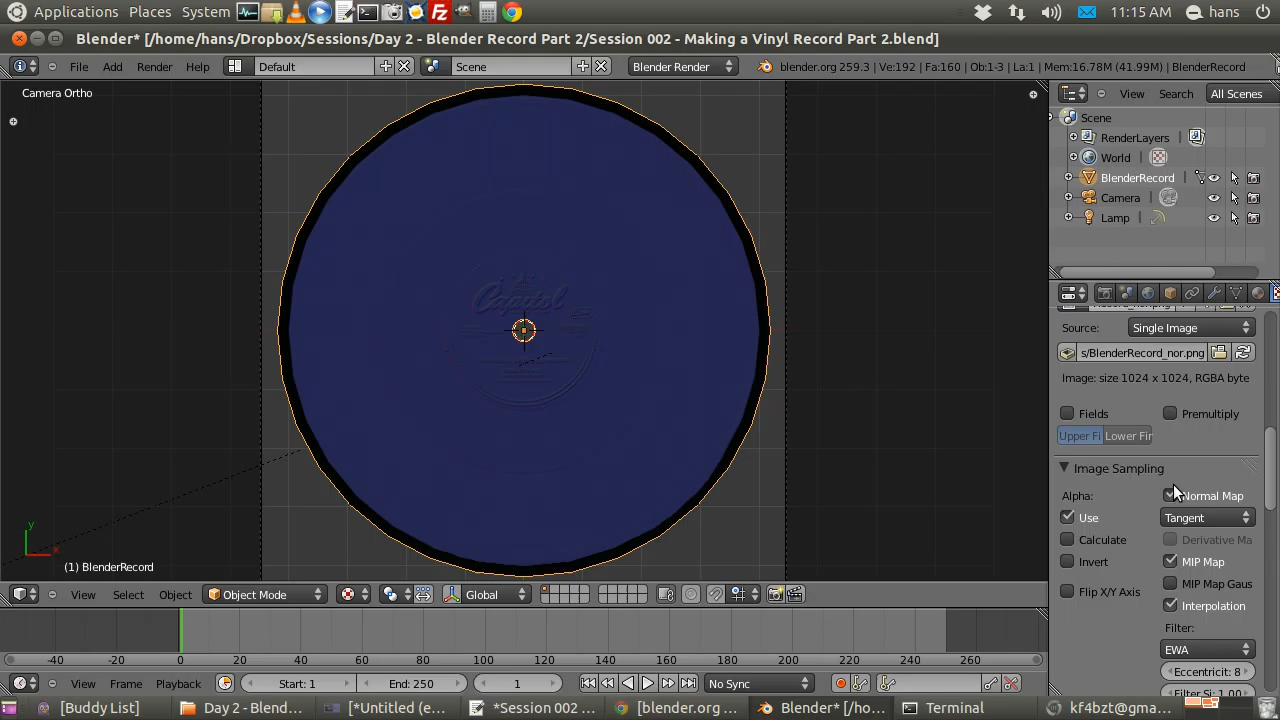 Applications Places System 11:15 AM hans
Blender* [/home/hans/Dropbox/Sessions/Day 2 - Blender Record Part 2/Session 002 - Making a Vinyl Record Part 2.blend]
File Add Render Help Default Scene Blender Render blender.org 259.3 | Ve:192 | Fa:160 | Ob:1-3 | La:1 | Mem:16.78M (41.99M) | BlenderRecord
Camera Ortho
View Search All Scenes
Scene
RenderLayers
World
BlenderRecord
Camera
Lamp
Source: Single Image
s/BlenderRecord_nor.png
Image: size 1024 x 1024, RGBA byte
Fields Premultiply
Upper Fi Lower Fir
Image Sampling
Alpha: Normal Map
Use Tangent
Calculate Derivative Ma
Invert MIP Map
MIP Map Gaus
Flip X/Y Axis
Interpolation
Filter:
EWA
Eccentricit: 8
Filter Si: 1.00
Capitol
y
x
(1) BlenderRecord
View Select Object Object Mode Global
-40 -20 0 20 40 60 80 100 120 140 160 180 200 220 240 260
View Frame Playback Start: 1 End: 250 1 No Sync
[Buddy List] Day 2 - Blend... [*Untitled (e... *Session 002 ... [blender.org ... Blender* [/ho... Terminal kf4bzt@gma...